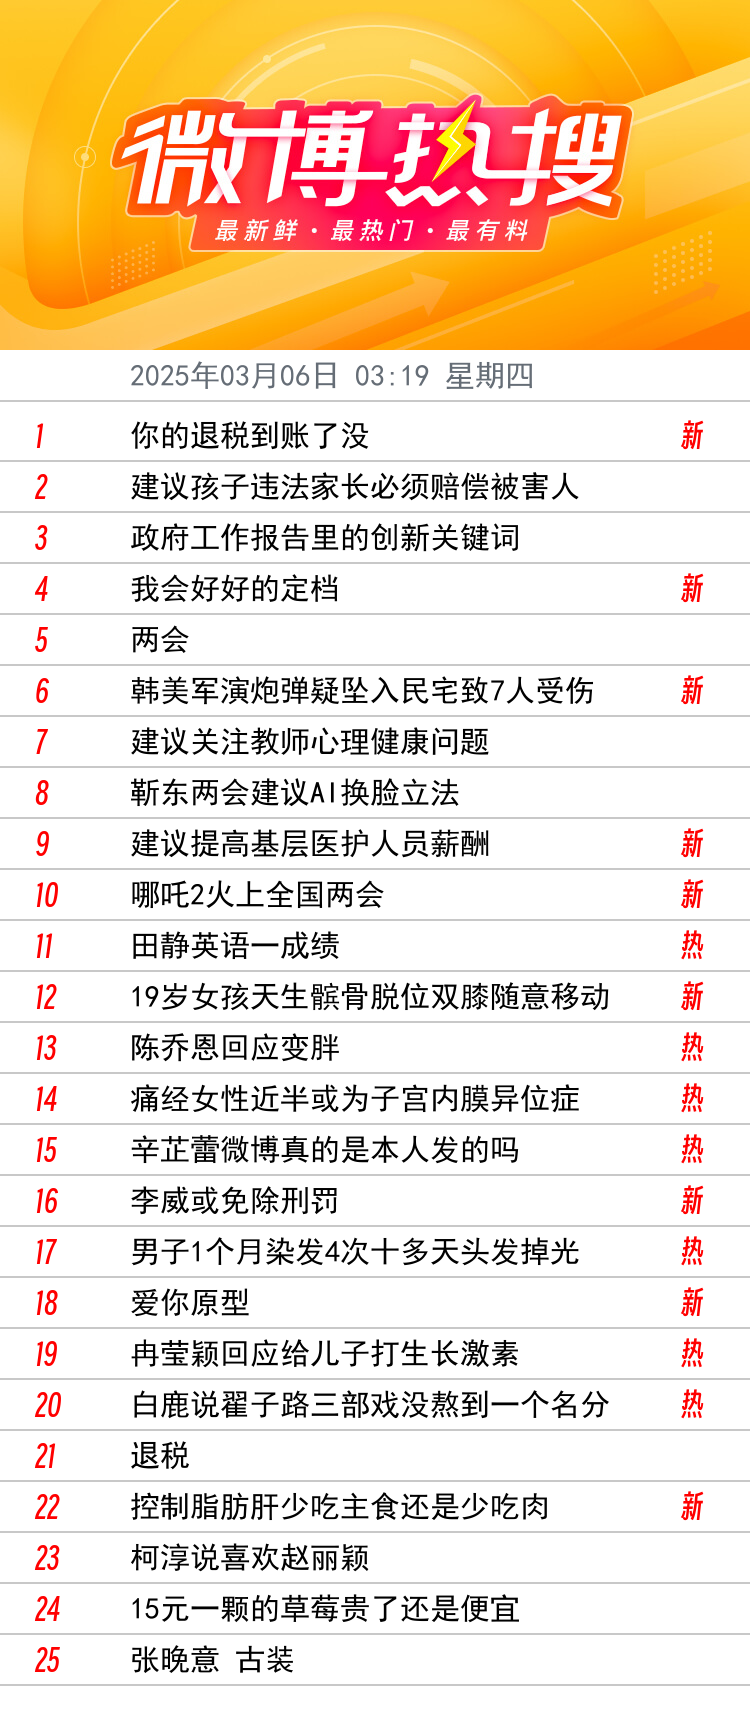 微博热搜
最新鲜·最热门·最有料
2025年03月06日 03:19 星期四
1 你的退税到账了没 新
2 建议孩子违法家长必须赔偿被害人
3 政府工作报告里的创新关键词
4 我会好好的定档 新
5 两会
6 韩美军演炮弹疑坠入民宅致7人受伤 新
7 建议关注教师心理健康问题
8 靳东两会建议AI换脸立法
9 建议提高基层医护人员薪酬 新
10 哪吒2火上全国两会 新
11 田静英语一成绩 热
12 19岁女孩天生髌骨脱位双膝随意移动 新
13 陈乔恩回应变胖 热
14 痛经女性近半或为子宫内膜异位症 热
15 辛芷蕾微博真的是本人发的吗 热
16 李威或免除刑罚 新
17 男子1个月染发4次十多天头发掉光 热
18 爱你原型 新
19 冉莹颖回应给儿子打生长激素 热
20 白鹿说翟子路三部戏没熬到一个名分 热
21 退税
22 控制脂肪肝少吃主食还是少吃肉 新
23 柯淳说喜欢赵丽颖
24 15元一颗的草莓贵了还是便宜
25 张晚意 古装